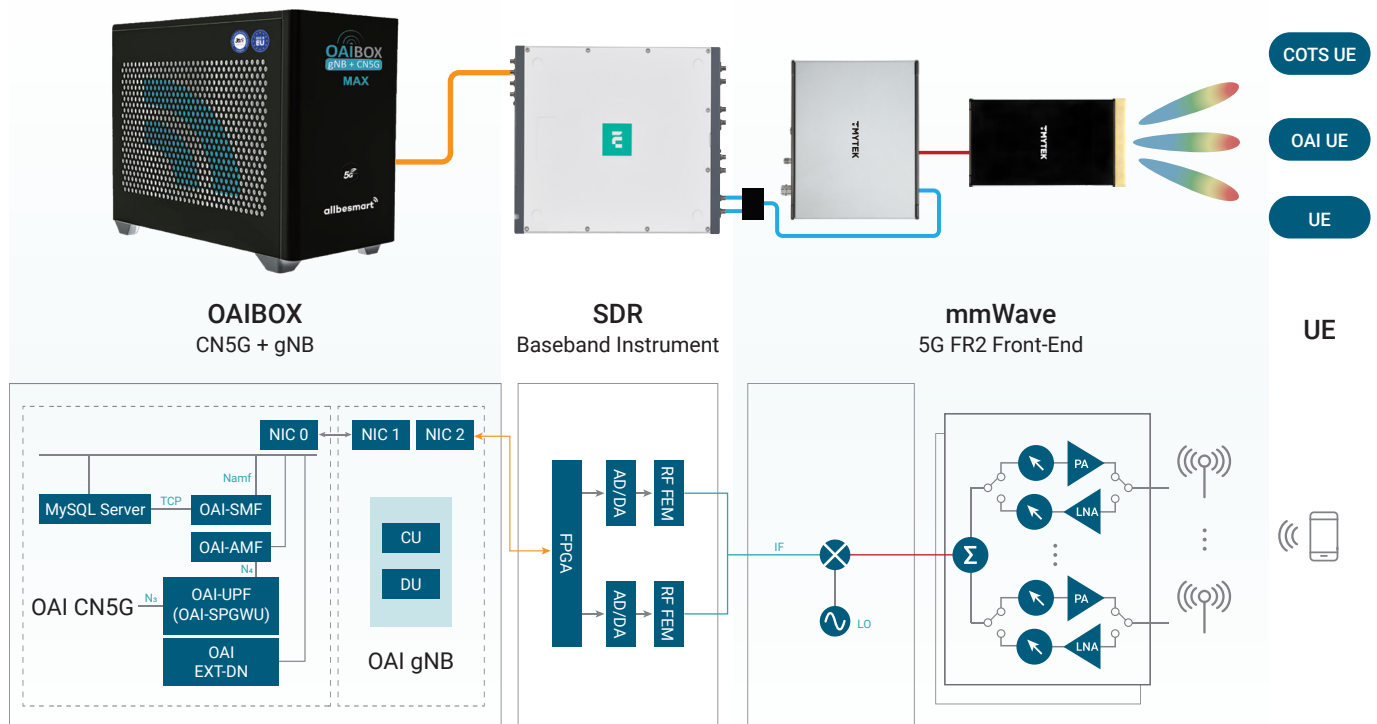 OAIBOX
gNB + CN5G
MAX
5G
allbesmart
TMYTEK
TMYTEK
COTS UE
OAI UE
UE
OAIBOX
CN5G + gNB
SDR
Baseband Instrument
mmWave
5G FR2 Front-End
UE
NIC 0
NIC 1
NIC 2
Namf
MySQL Server
TCP
OAI-SMF
OAI-AMF
N₄
OAI CN5G
N₃
OAI-UPF
(OAI-SPGWU)
OAI
EXT-DN
CU
DU
OAI gNB
FPGA
AD/DA
RF FEM
AD/DA
RF FEM
IF
LO
Σ
PA
LNA
PA
LNA